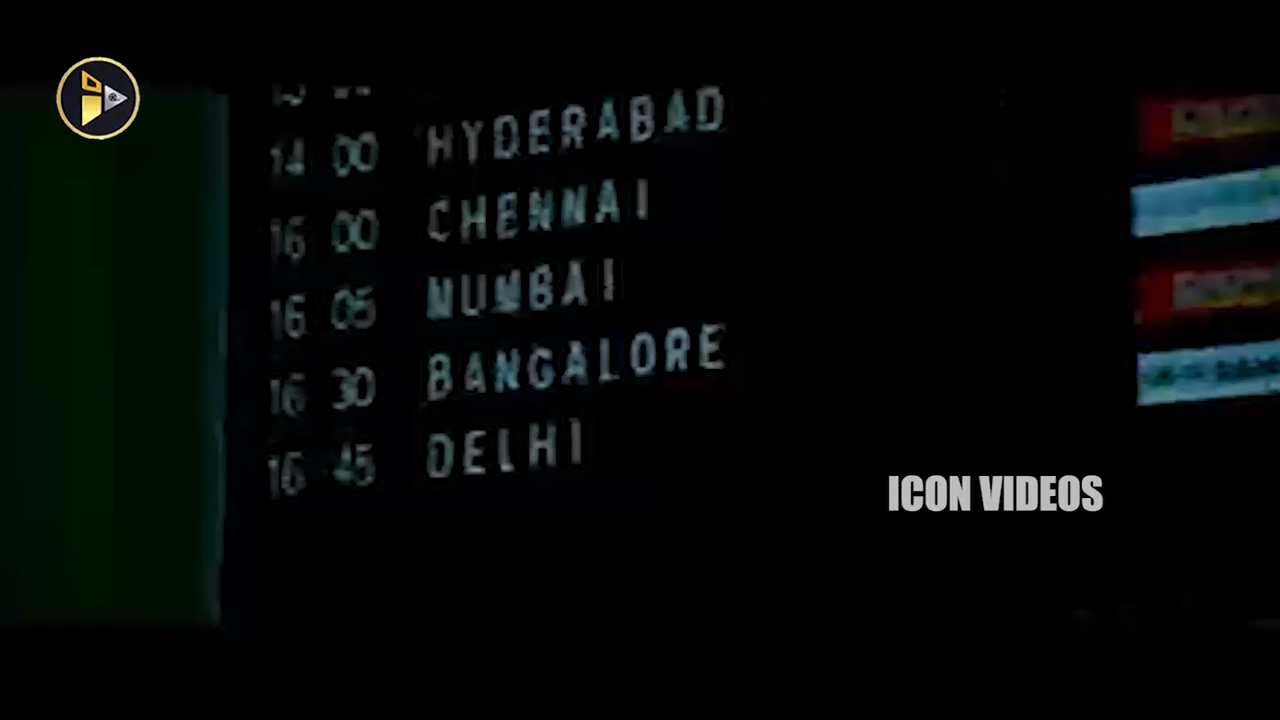 14 00 HYDERABAD
16 00 CHENNAI
16 05 MUMBAI
16 30 BANGALORE
16 45 DELHI
ICON VIDEOS